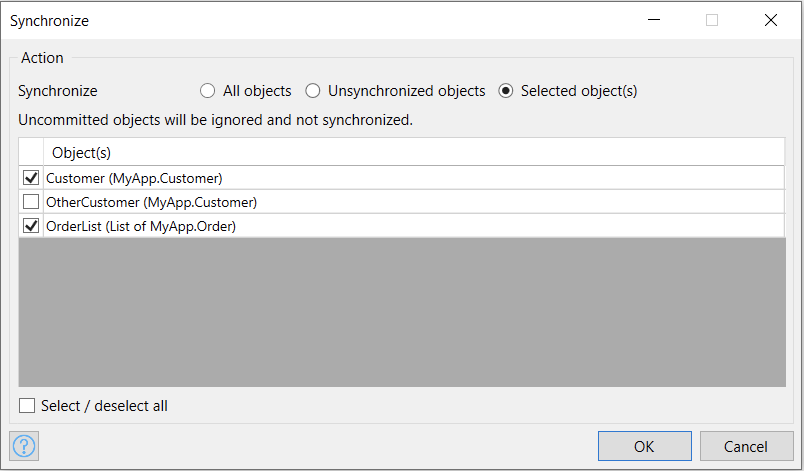 Synchronize
Action
Synchronize All objects Unsynchronized objects Selected object(s)
Uncommitted objects will be ignored and not synchronized.
Object(s)
Customer (MyApp.Customer)
OtherCustomer (MyApp.Customer)
OrderList (List of MyApp.Order)
Select / deselect all
? OK Cancel